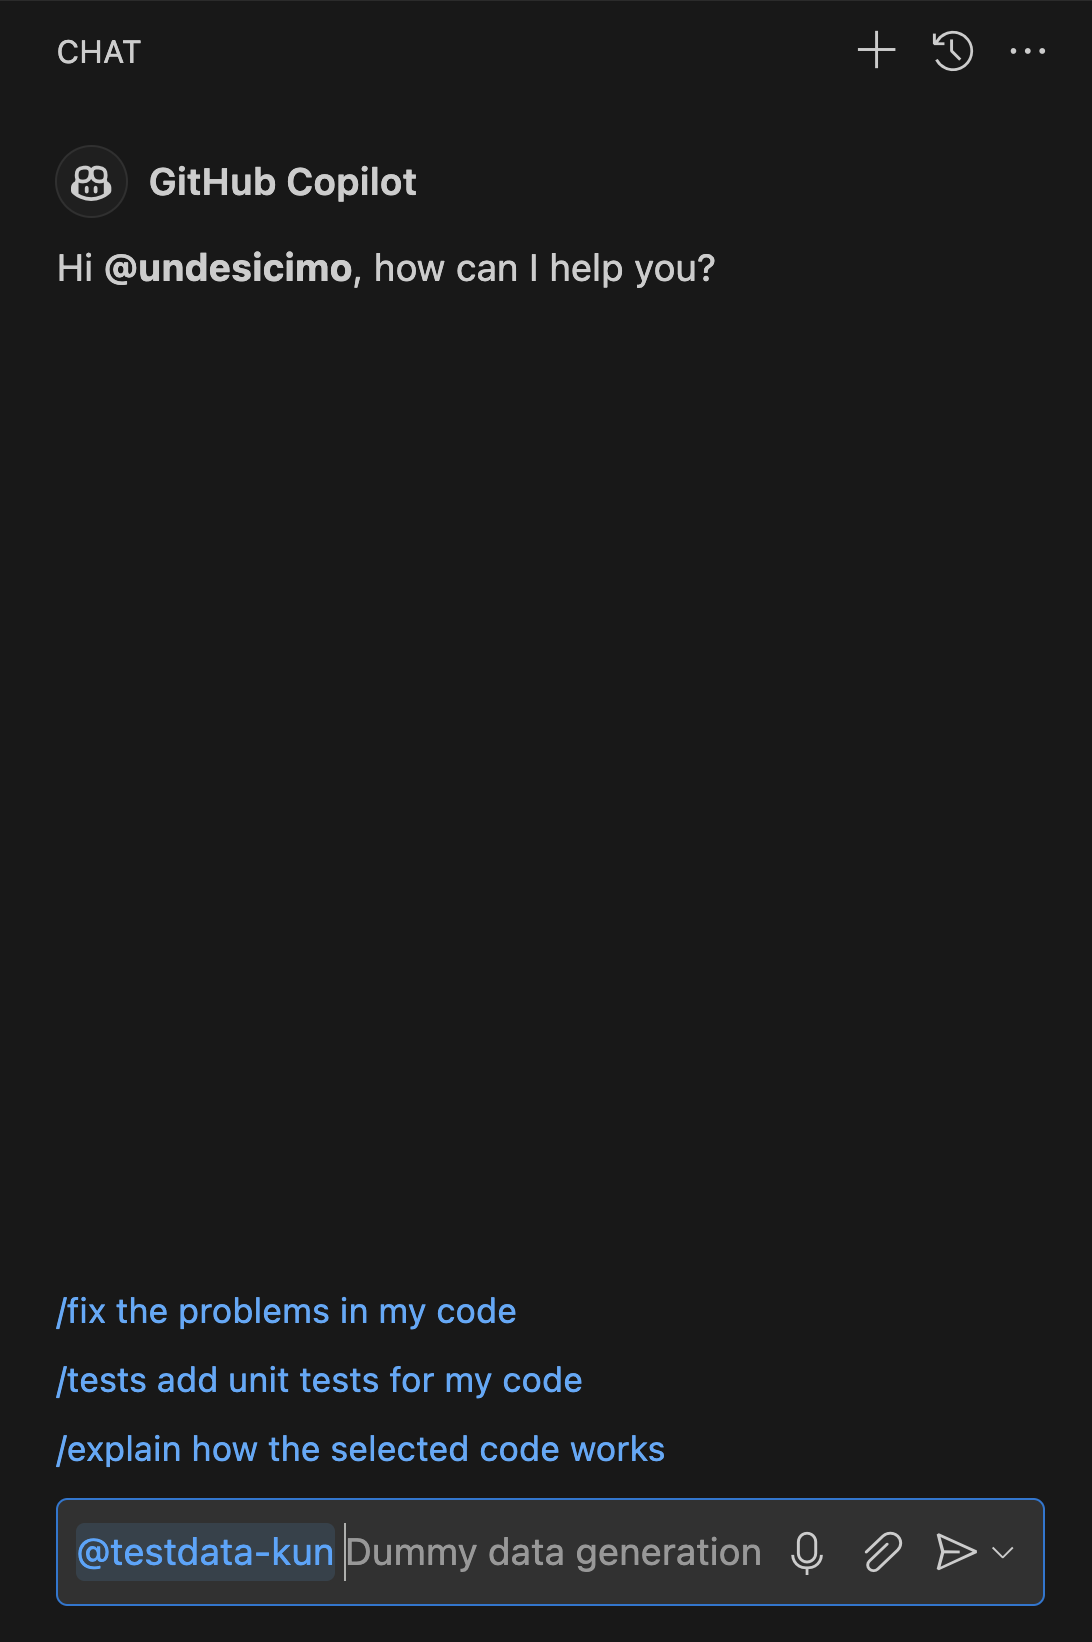 CHAT
GitHub Copilot
Hi @undesicimo, how can I help you?
/fix the problems in my code
/tests add unit tests for my code
/explain how the selected code works
@testdata-kun Dummy data generation